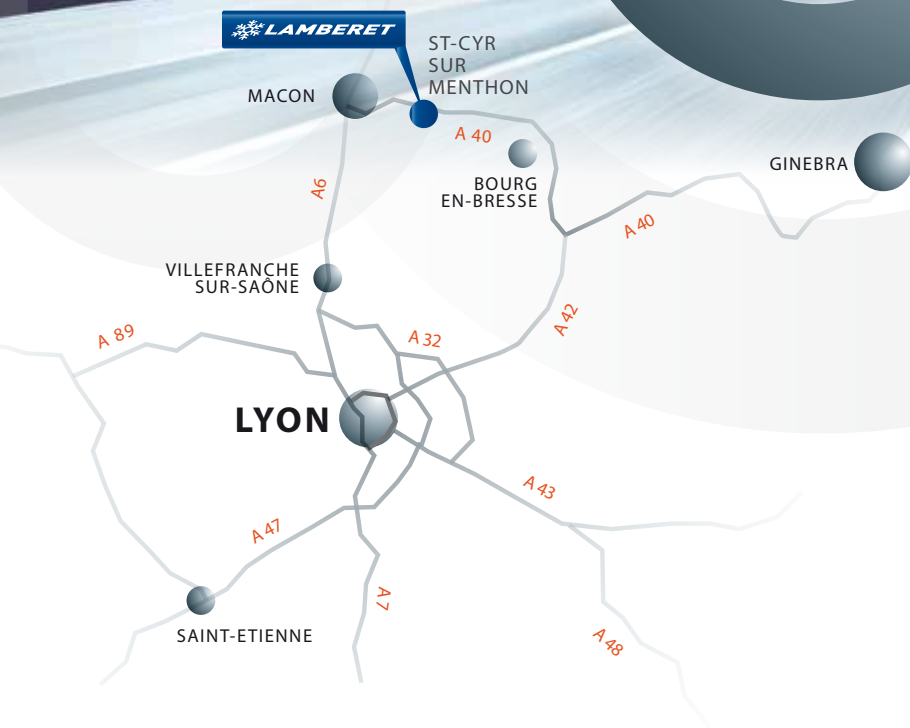 LAMBERET
ST-CYR
SUR
MENTHON
MACON
A 40
BOURG
EN-BRESSE
GINEBRA
A6
A 40
VILLEFRANCHE
SUR-SAÔNE
A 42
A 89
A 32
LYON
A 43
A 47
A 7
SAINT-ETIENNE
A 48